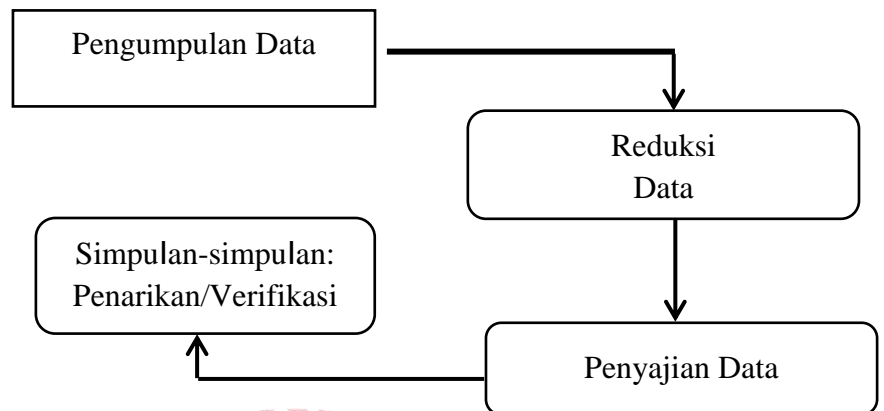 Pengumpulan Data
Reduksi
Data
Simpulan-simpulan:
Penarikan/Verifikasi
Penyajian Data